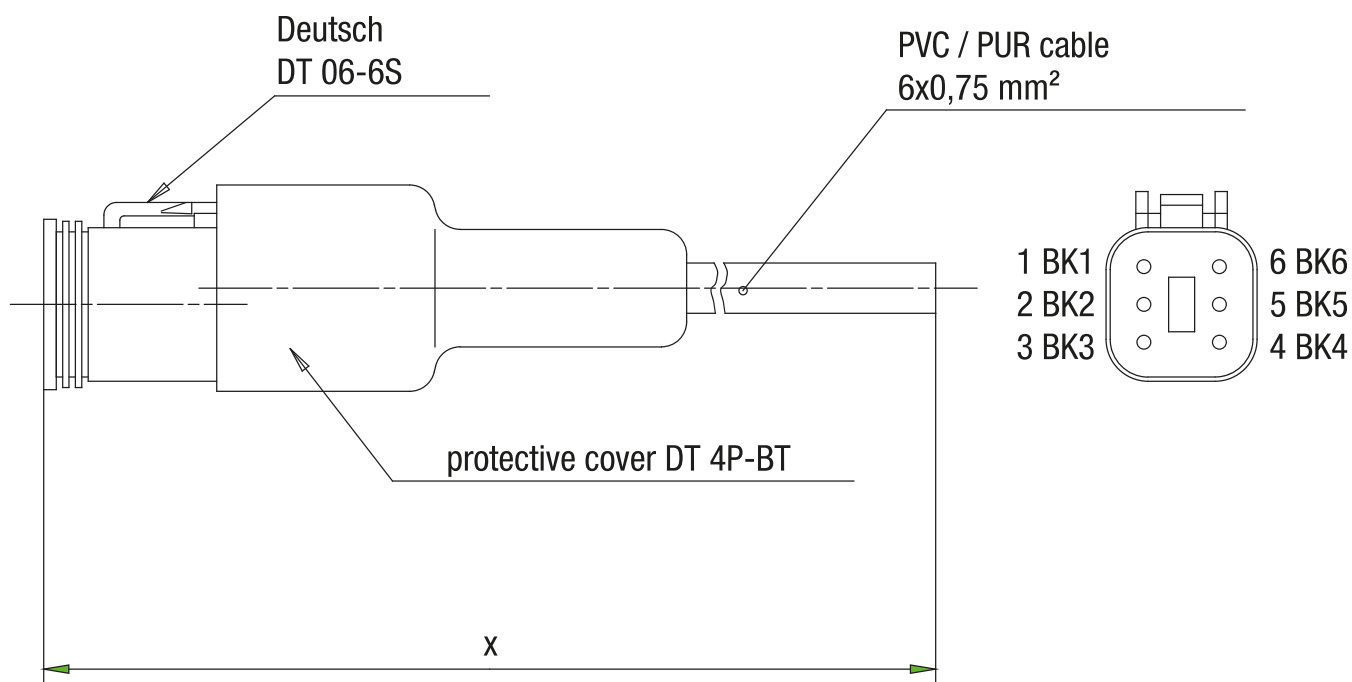 Deutsch
DT 06-6S
PVC / PUR cable
6x0,75 mm²
1 BK1
2 BK2
3 BK3
6 BK6
5 BK5
4 BK4
protective cover DT 4P-BT
x